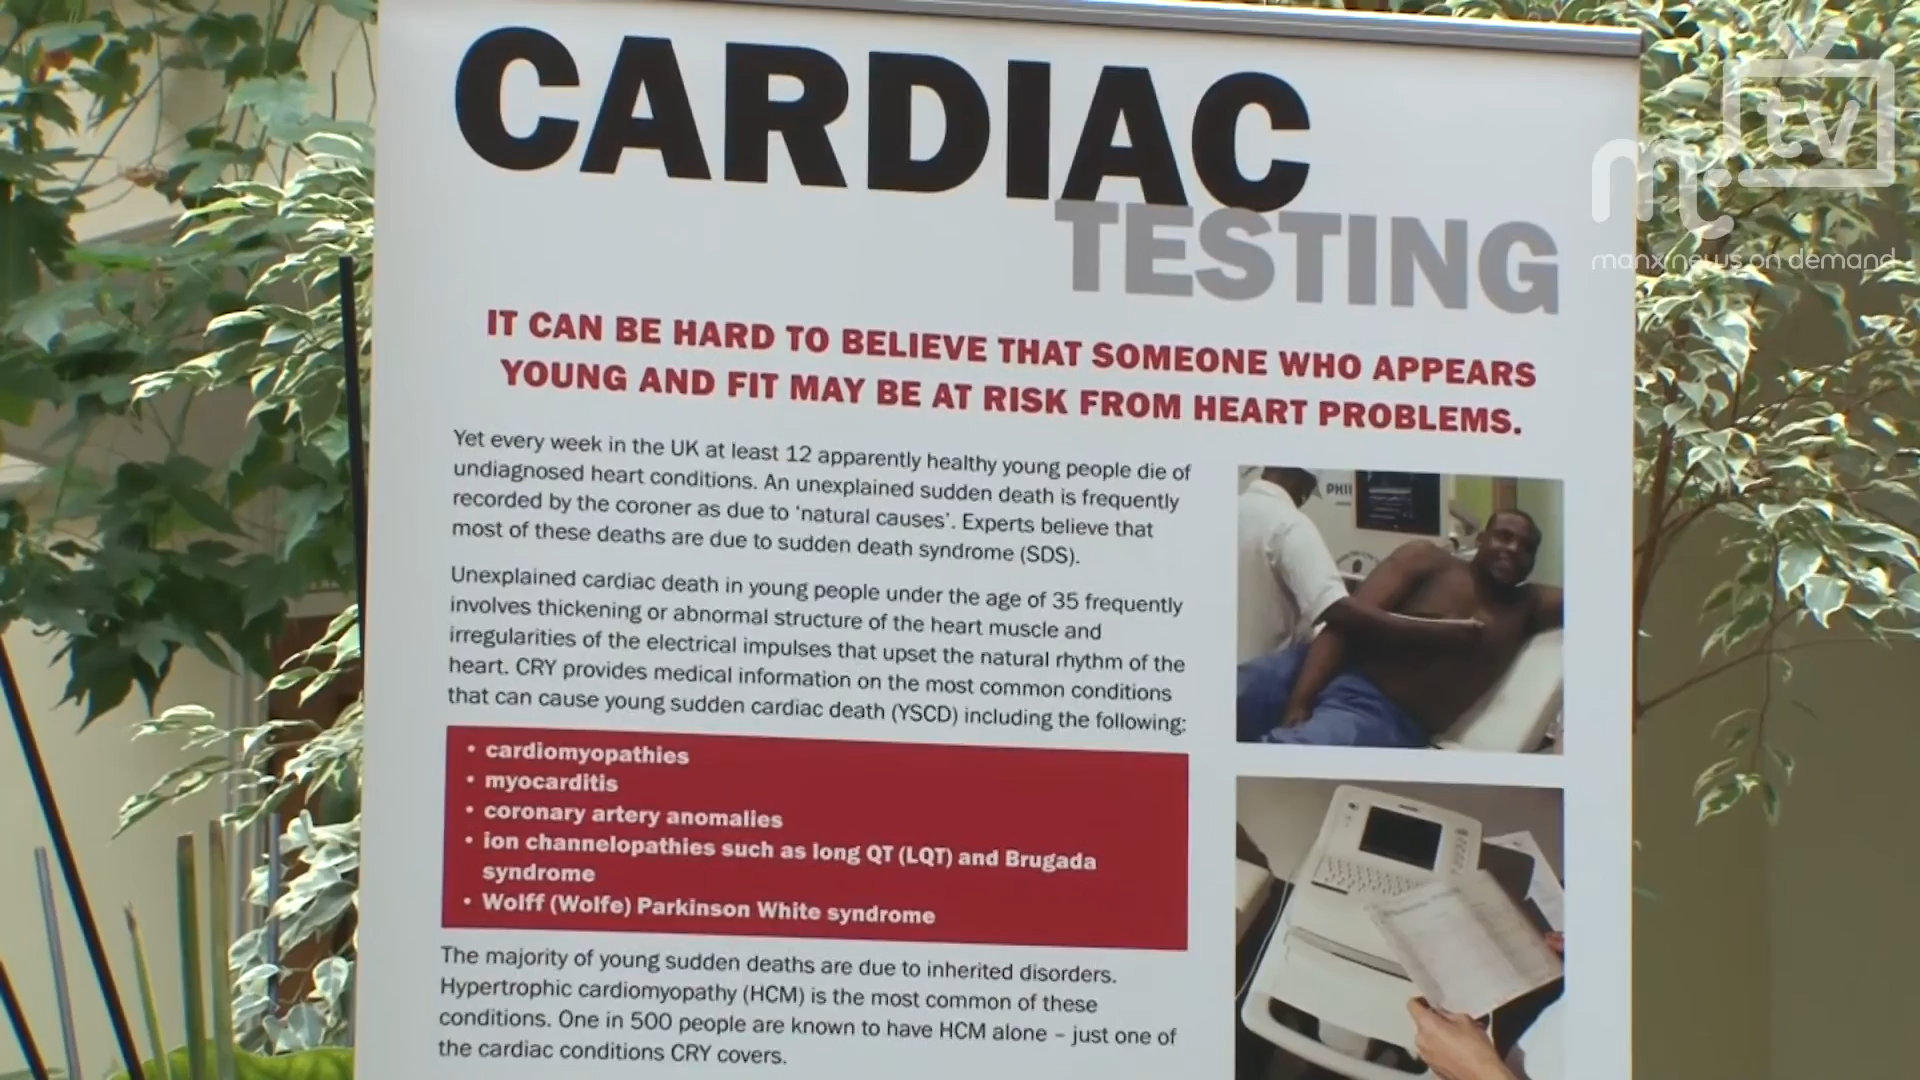 CARDIAC
TESTING
mtv
manx news on demand
IT CAN BE HARD TO BELIEVE THAT SOMEONE WHO APPEARS
YOUNG AND FIT MAY BE AT RISK FROM HEART PROBLEMS.
Yet every week in the UK at least 12 apparently healthy young people die of
undiagnosed heart conditions. An unexplained sudden death is frequently
recorded by the coroner as due to ‘natural causes’. Experts believe that
most of these deaths are due to sudden death syndrome (SDS).
Unexplained cardiac death in young people under the age of 35 frequently
involves thickening or abnormal structure of the heart muscle and
irregularities of the electrical impulses that upset the natural rhythm of the
heart. CRY provides medical information on the most common conditions
that can cause young sudden cardiac death (YSCD) including the following:
• cardiomyopathies
• myocarditis
• coronary artery anomalies
• ion channelopathies such as long QT (LQT) and Brugada
syndrome
• Wolff (Wolfe) Parkinson White syndrome
The majority of young sudden deaths are due to inherited disorders.
Hypertrophic cardiomyopathy (HCM) is the most common of these
conditions. One in 500 people are known to have HCM alone – just one of
the cardiac conditions CRY covers.
PHI